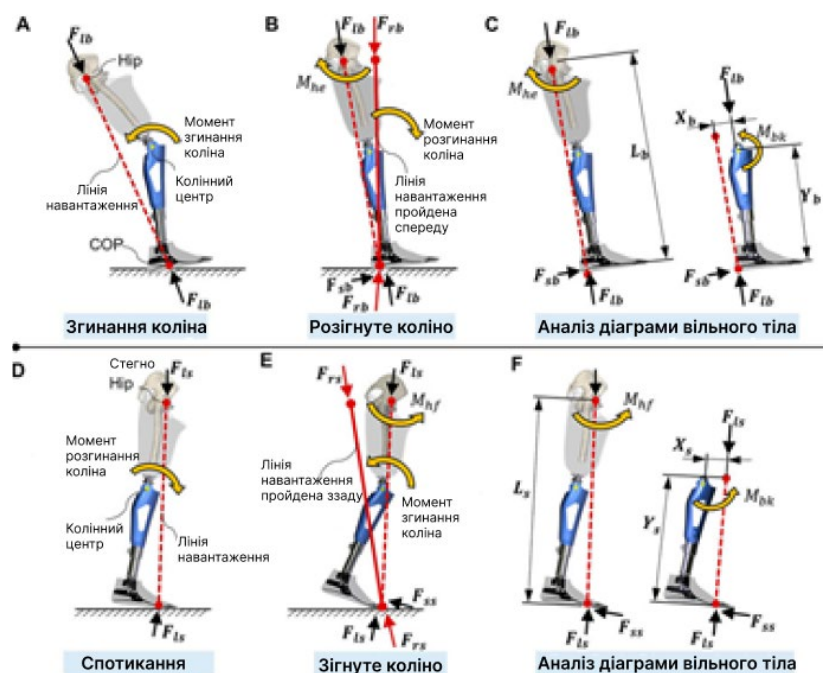 A
F_lb
Hip
Момент
згинання
коліна
Лінія
навантаження
Колінний
центр
COP
F_lb
Згинання коліна
B
F_lb
F_rb
M_he
Момент
розгинання
коліна
Лінія
навантаження
пройдена
спереду
F_sb
F_rb
F_lb
Розігнуте коліно
C
F_lb
M_he
L_b
F_lb
X_b
M_bk
Y_b
F_sb
F_lb
F_sb
F_lb
Аналіз діаграми вільного тіла
D
Стегно
Hip
F_ls
Момент
розгинання
коліна
Колінний
центр
Лінія
навантаження
F_ls
Спотикання
E
F_rs
F_ls
M_hf
Лінія
навантаження
пройдена ззаду
Момент
згинання
коліна
F_ss
F_ls
F_rs
Зігнуте коліно
F
F_ls
M_hf
L_s
F_ls
X_s
M_bk
Y_s
F_ls
F_ss
F_ls
F_ss
Аналіз діаграми вільного тіла